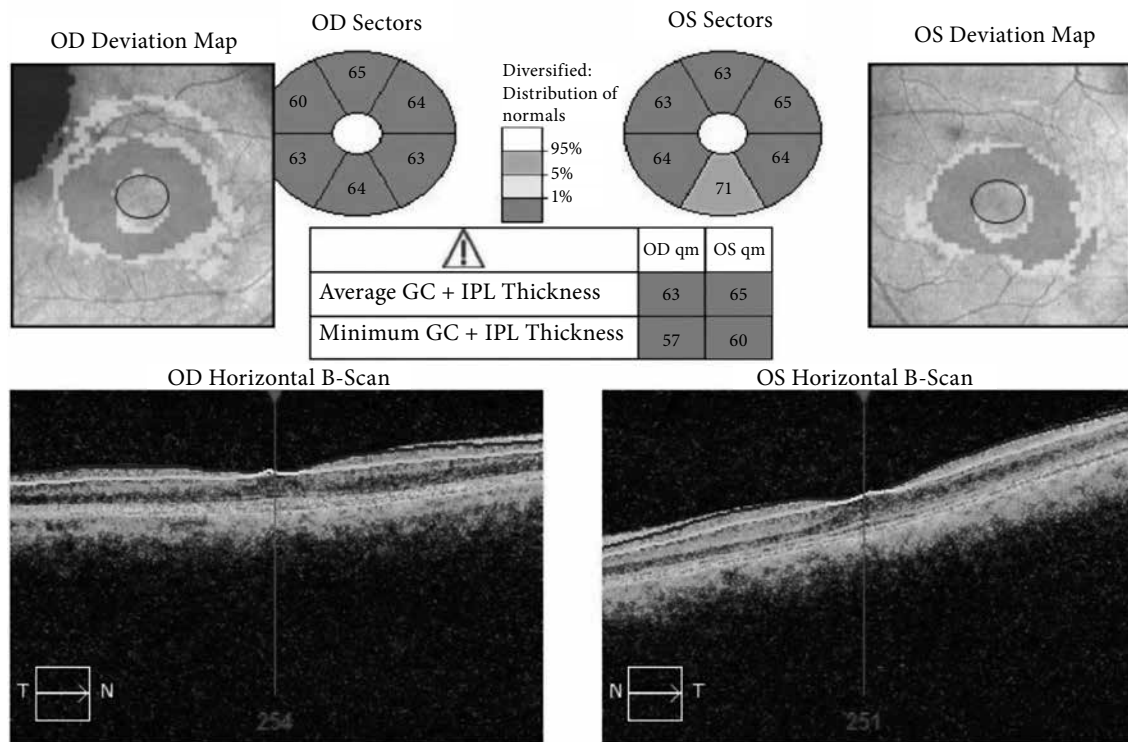 OD Deviation Map
OD Sectors
OS Sectors
OS Deviation Map
65
60
64
63
63
64
Diversified:
Distribution of
normals
95%
5%
1%
63
63
65
64
64
71
OD qm
OS qm
Average GC + IPL Thickness
63
65
Minimum GC + IPL Thickness
57
60
OD Horizontal B-Scan
OS Horizontal B-Scan
T
N
254
N
T
251